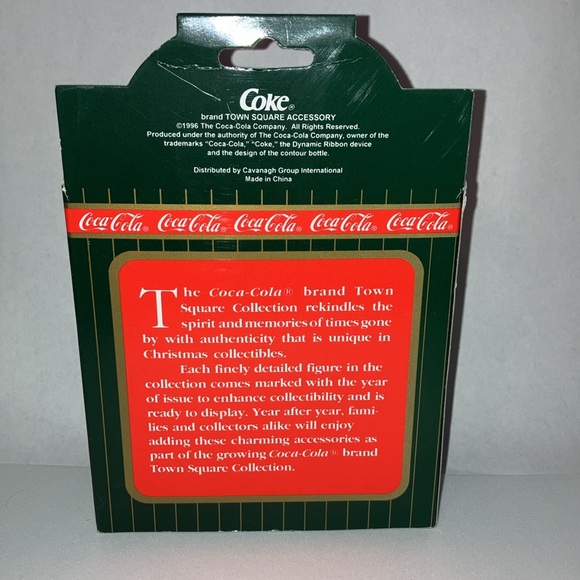 Coke®
brand TOWN SQUARE ACCESSORY
©1996 The Coca-Cola Company. All Rights Reserved.
Produced under the authority of The Coca-Cola Company, owner of the
trademarks "Coca-Cola," "Coke," the Dynamic Ribbon device
and the design of the contour bottle.
Distributed by Cavanagh Group International
Made in China
Coca-Cola® Coca-Cola® Coca-Cola® Coca-Cola® Coca-Cola®
The Coca-Cola® brand Town
Square Collection rekindles the
spirit and memories of times gone
by with authenticity that is unique in
Christmas collectibles.
Each finely detailed figure in the
collection comes marked with the year
of issue to enhance collectibility and is
ready to display. Year after year, fami-
lies and collectors alike will enjoy
adding these charming accessories as
part of the growing Coca-Cola® brand
Town Square Collection.